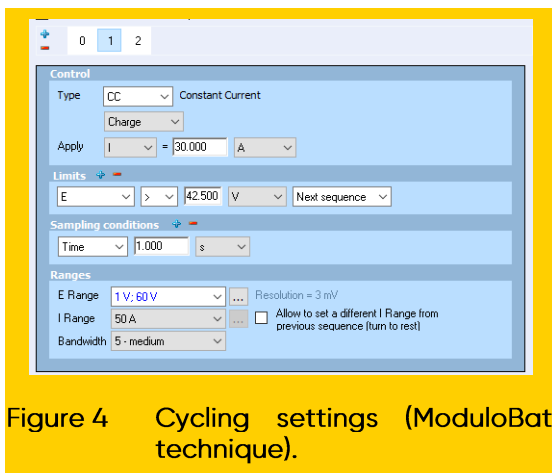 0 1 2
Control
Type CC Constant Current
Charge
Apply I = 30.000 A
Limits
E > 42.500 V Next sequence
Sampling conditions
Time 1.000 s
Ranges
E Range 1 V; 60 V ... Resolution = 3 mV
I Range 50 A ... Allow to set a different I Range from
previous sequence (turn to rest)
Bandwidth 5 - medium
Figure 4 Cycling settings (ModuloBat
technique).